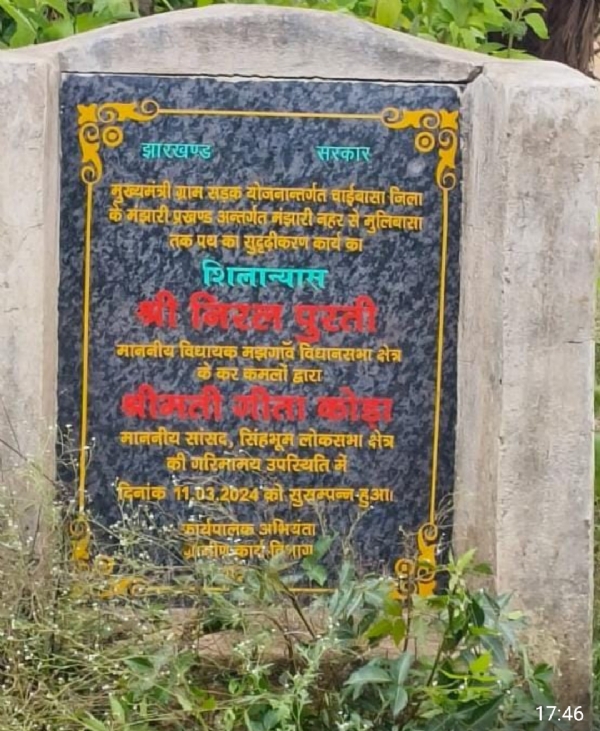 झारखण्ड सरकार
मुख्यमंत्री ग्राम सड़क योजनान्तर्गत चाईबासा जिला
के मंझारी प्रखण्ड अन्तर्गत मंझारी नहर से मुलिबासा
तक पथ का सुदृढ़ीकरण कार्य का
शिलान्यास
श्री निरल पुरती
माननीय विधायक मझगाँव विधानसभा क्षेत्र
के कर कमलों द्वारा
श्रीमती गीता कोड़ा
माननीय सांसद, सिंहभूम लोकसभा क्षेत्र
की गरिमामय उपस्थिति में
दिनांक 11.03.2024 को सुसम्पन्न हुआ।
कार्यपालक अभियंता
ग्रामीण कार्य विभाग
17:46